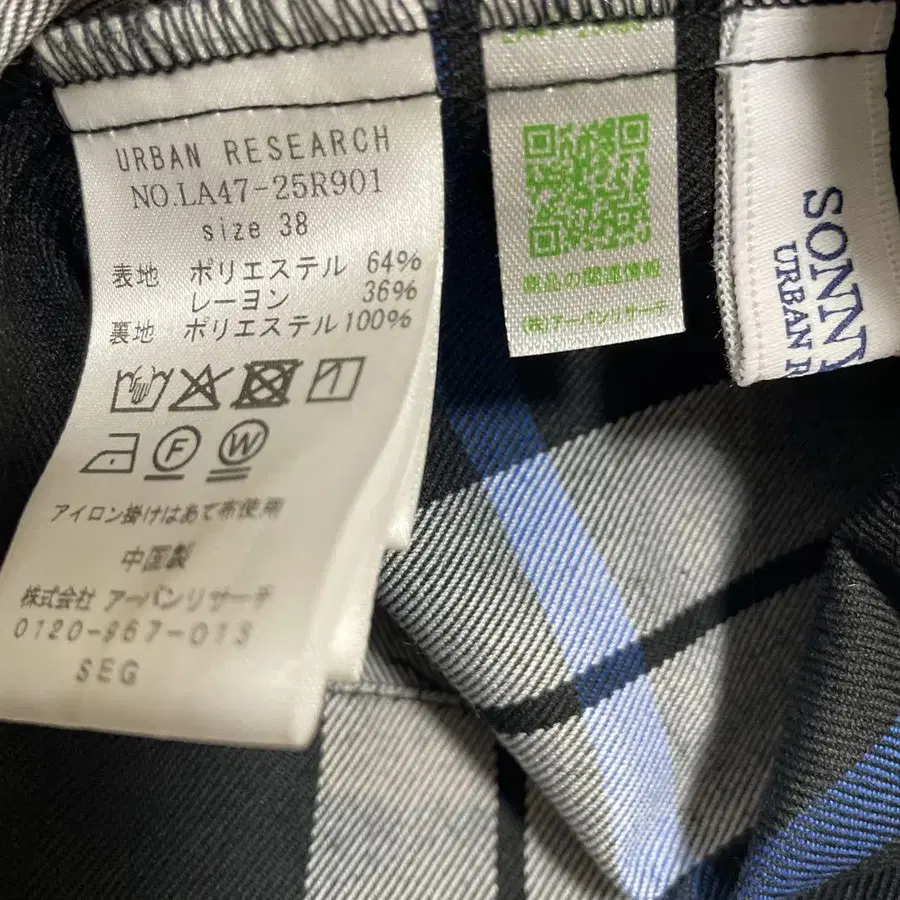 URBAN RESEARCH
NO.LA47-25R901
size 38
表地 ポリエステル 64%
レーヨン 36%
裏地 ポリエステル100%
F W
アイロン掛けはあて布使用
中国製
株式会社 アーバンリサーチ
0120-967-013
SEG
商品の関連情報
(株)アーバンリサーチ
SONNY
URBAN R